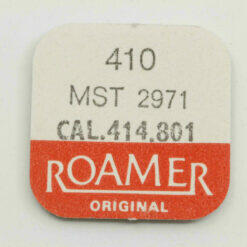 410
MST 2971
CAL.414.801
ROAMER
ORIGINAL